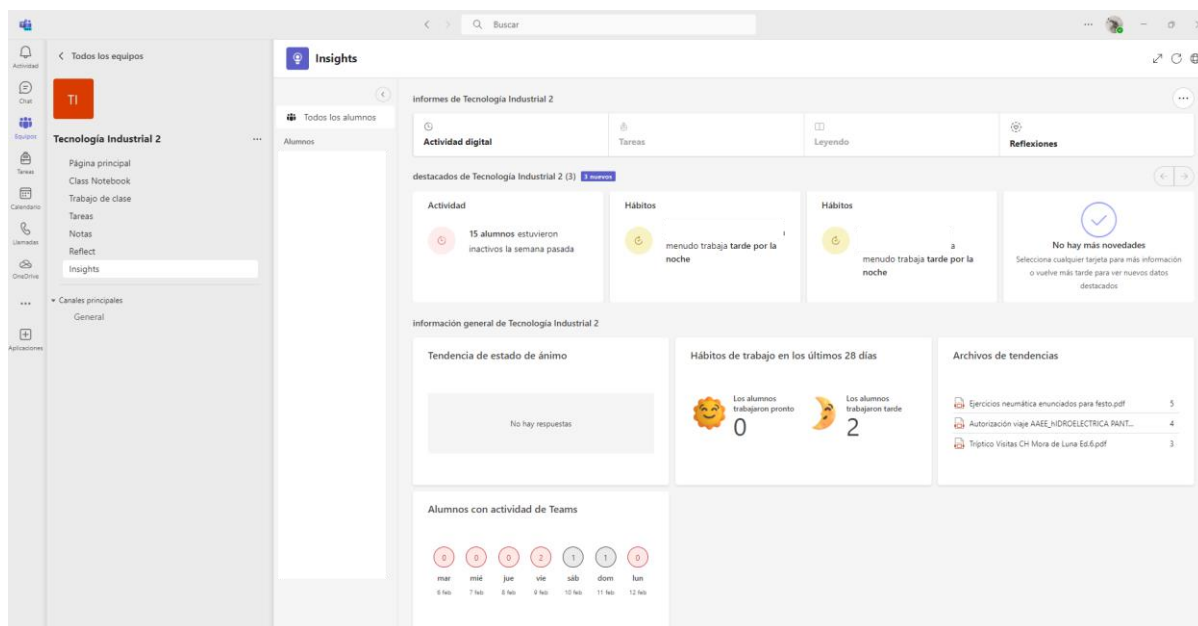 Buscar
Actividad
Chat
Equipos
Tareas
Calendario
Llamadas
OneDrive
Aplicaciones
Todos los equipos
TI
Tecnología Industrial 2
Página principal
Class Notebook
Trabajo de clase
Tareas
Notas
Reflect
Insights
Canales principales
General
Insights
Todos los alumnos
Alumnos
informes de Tecnología Industrial 2
Actividad digital
Tareas
Leyendo
Reflexiones
destacados de Tecnología Industrial 2 (3) 3 nuevos
Actividad
15 alumnos estuvieron
inactivos la semana pasada
Hábitos
menudo trabaja tarde por la
noche
Hábitos
a
menudo trabaja tarde por la
noche
No hay más novedades
Selecciona cualquier tarjeta para más información
o vuelve más tarde para ver nuevos datos
destacados
información general de Tecnología Industrial 2
Tendencia de estado de ánimo
No hay respuestas
Hábitos de trabajo en los últimos 28 días
Los alumnos
trabajaron pronto
0
Los alumnos
trabajaron tarde
2
Archivos de tendencias
Ejercicios neumática enunciados para festo.pdf 5
Autorización viaje AAEE_hIDROELECTRICA PANT... 4
Tríptico Visitas CH Mora de Luna Ed.6.pdf 3
Alumnos con actividad de Teams
0 0 0 2 1 1 0
mar mié jue vie sáb dom lun
6 feb 7 feb 8 feb 9 feb 10 feb 11 feb 12 feb